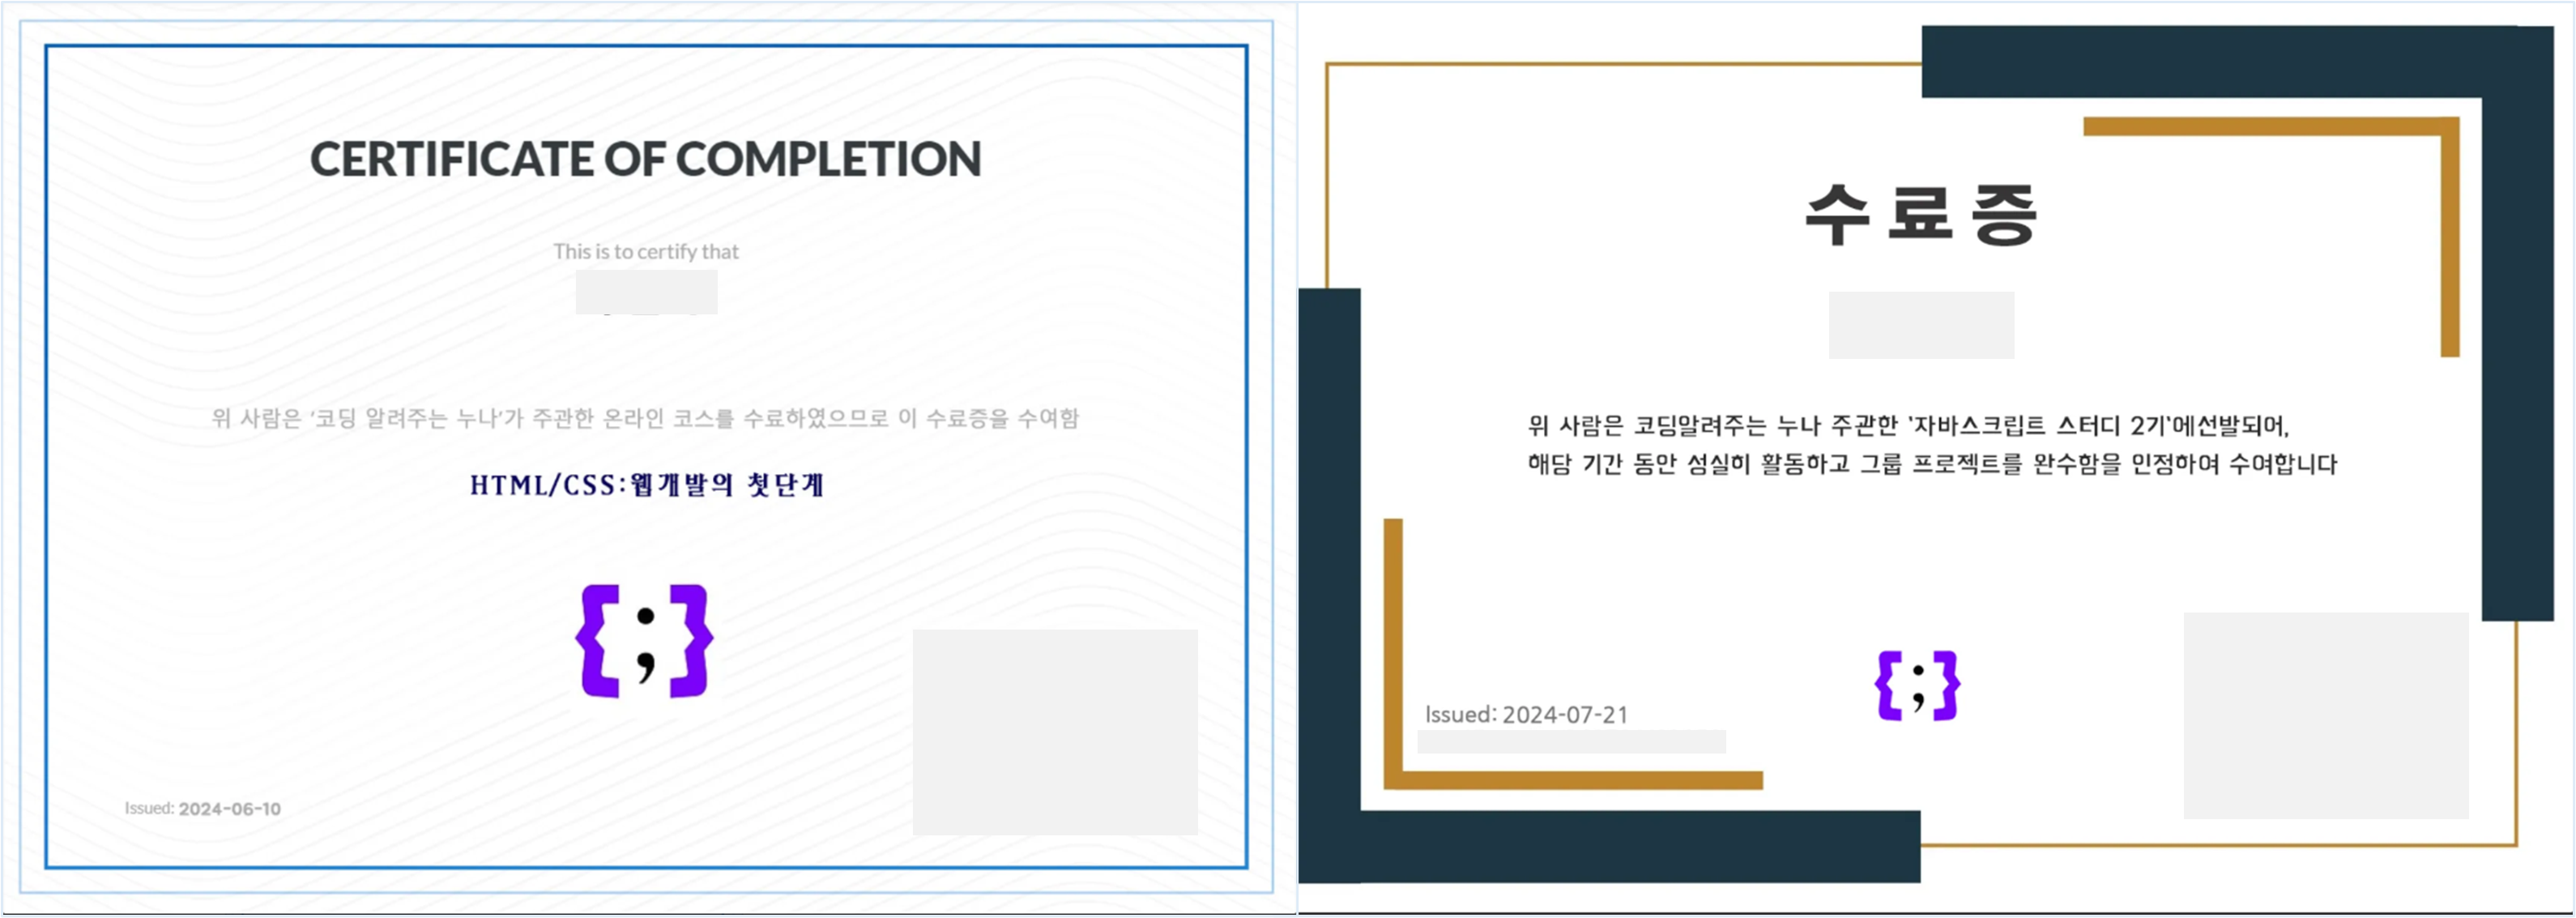 CERTIFICATE OF COMPLETION
This is to certify that
위 사람은 '코딩 알려주는 누나'가 주관한 온라인 코스를 수료하였으므로 이 수료증을 수여함
HTML/CSS:웹개발의 첫단계
{;}
Issued: 2024-06-10
수료증
위 사람은 코딩알려주는 누나 주관한 '자바스크립트 스터디 2기'에선발되어,
해당 기간 동안 성실히 활동하고 그룹 프로젝트를 완수함을 인정하여 수여합니다
{;}
Issued: 2024-07-21